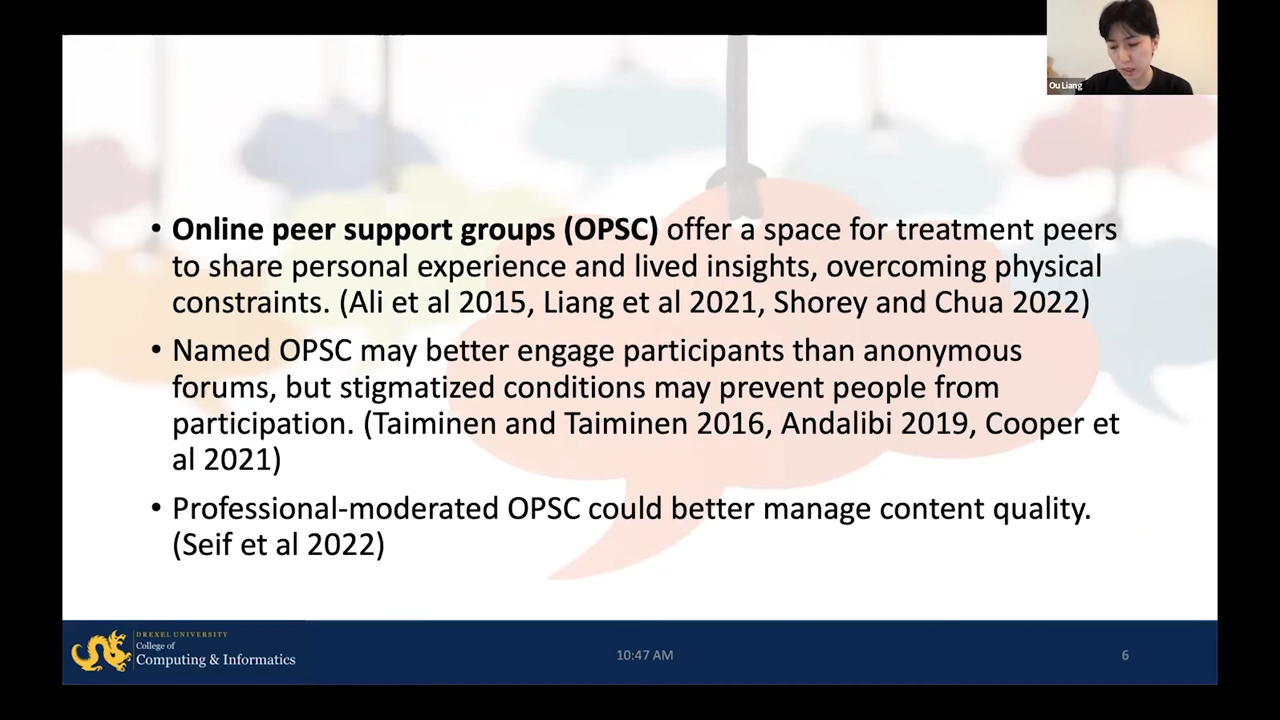 Ou Liang
• Online peer support groups (OPSC) offer a space for treatment peers
to share personal experience and lived insights, overcoming physical
constraints. (Ali et al 2015, Liang et al 2021, Shorey and Chua 2022)
• Named OPSC may better engage participants than anonymous
forums, but stigmatized conditions may prevent people from
participation. (Taiminen and Taiminen 2016, Andalibi 2019, Cooper et
al 2021)
• Professional-moderated OPSC could better manage content quality.
(Seif et al 2022)
DREXEL UNIVERSITY
College of
Computing & Informatics
10:47 AM
6